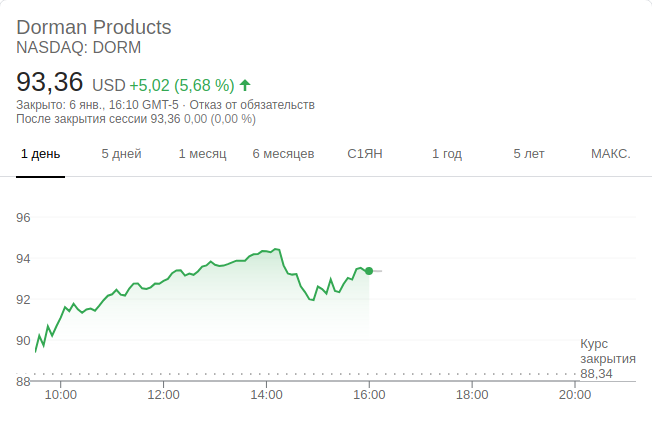 Dorman Products
NASDAQ: DORM
93,36 USD +5,02 (5,68 %)
Закрыто: 6 янв., 16:10 GMT-5 · Отказ от обязательств
После закрытия сессии 93,36 0,00 (0,00 %)
1 день 5 дней 1 месяц 6 месяцев С1ЯН 1 год 5 лет МАКС.
96
94
92
90
88
Курс
закрытия
88,34
10:00 12:00 14:00 16:00 18:00 20:00